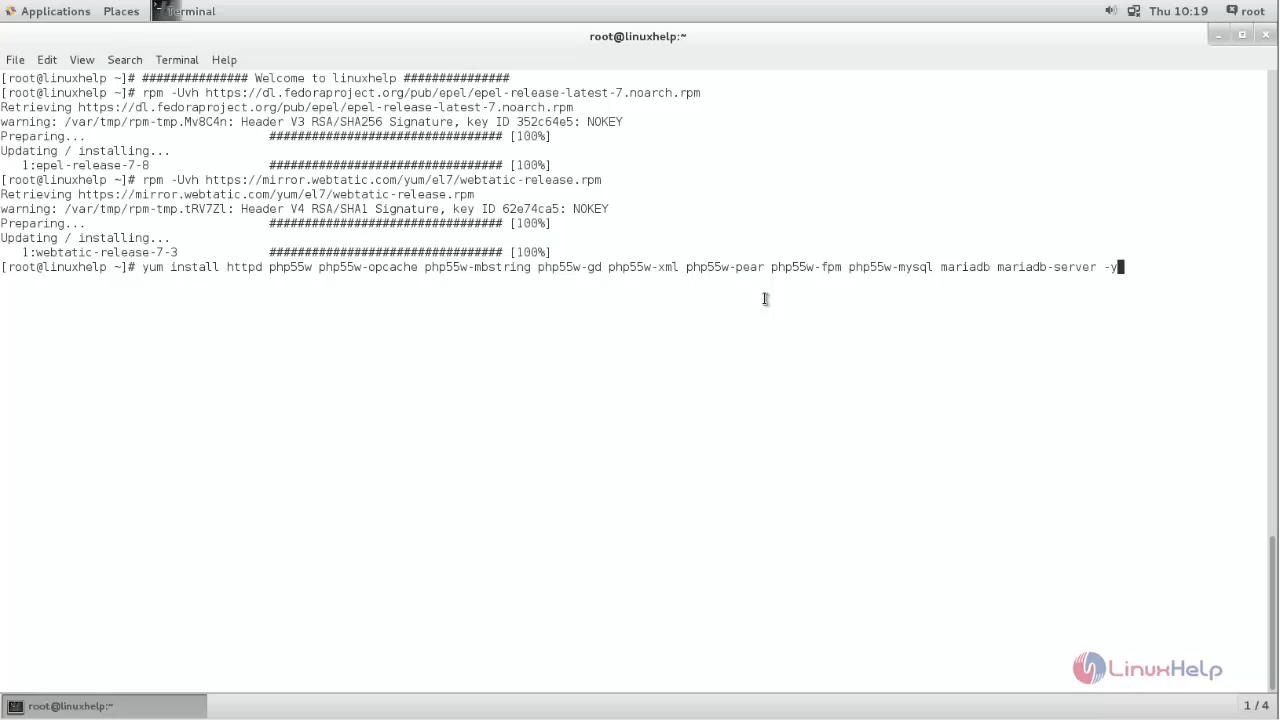 Applications Places Terminal Thu 10:19 root
root@linuxhelp:~
File Edit View Search Terminal Help
[root@linuxhelp ~]# ############### Welcome to linuxhelp ###############
[root@linuxhelp ~]# rpm -Uvh https://dl.fedoraproject.org/pub/epel/epel-release-latest-7.noarch.rpm
Retrieving https://dl.fedoraproject.org/pub/epel/epel-release-latest-7.noarch.rpm
warning: /var/tmp/rpm-tmp.Mv8C4n: Header V3 RSA/SHA256 Signature, key ID 352c64e5: NOKEY
Preparing... ################################# [100%]
Updating / installing...
1:epel-release-7-8 ################################# [100%]
[root@linuxhelp ~]# rpm -Uvh https://mirror.webtatic.com/yum/el7/webtatic-release.rpm
Retrieving https://mirror.webtatic.com/yum/el7/webtatic-release.rpm
warning: /var/tmp/rpm-tmp.tRV7Zl: Header V4 RSA/SHA1 Signature, key ID 62e74ca5: NOKEY
Preparing... ################################# [100%]
Updating / installing...
1:webtatic-release-7-3 ################################# [100%]
[root@linuxhelp ~]# yum install httpd php55w php55w-opcache php55w-mbstring php55w-gd php55w-xml php55w-pear php55w-fpm php55w-mysql mariadb mariadb-server -y
LinuxHelp
root@linuxhelp:~ 1 / 4